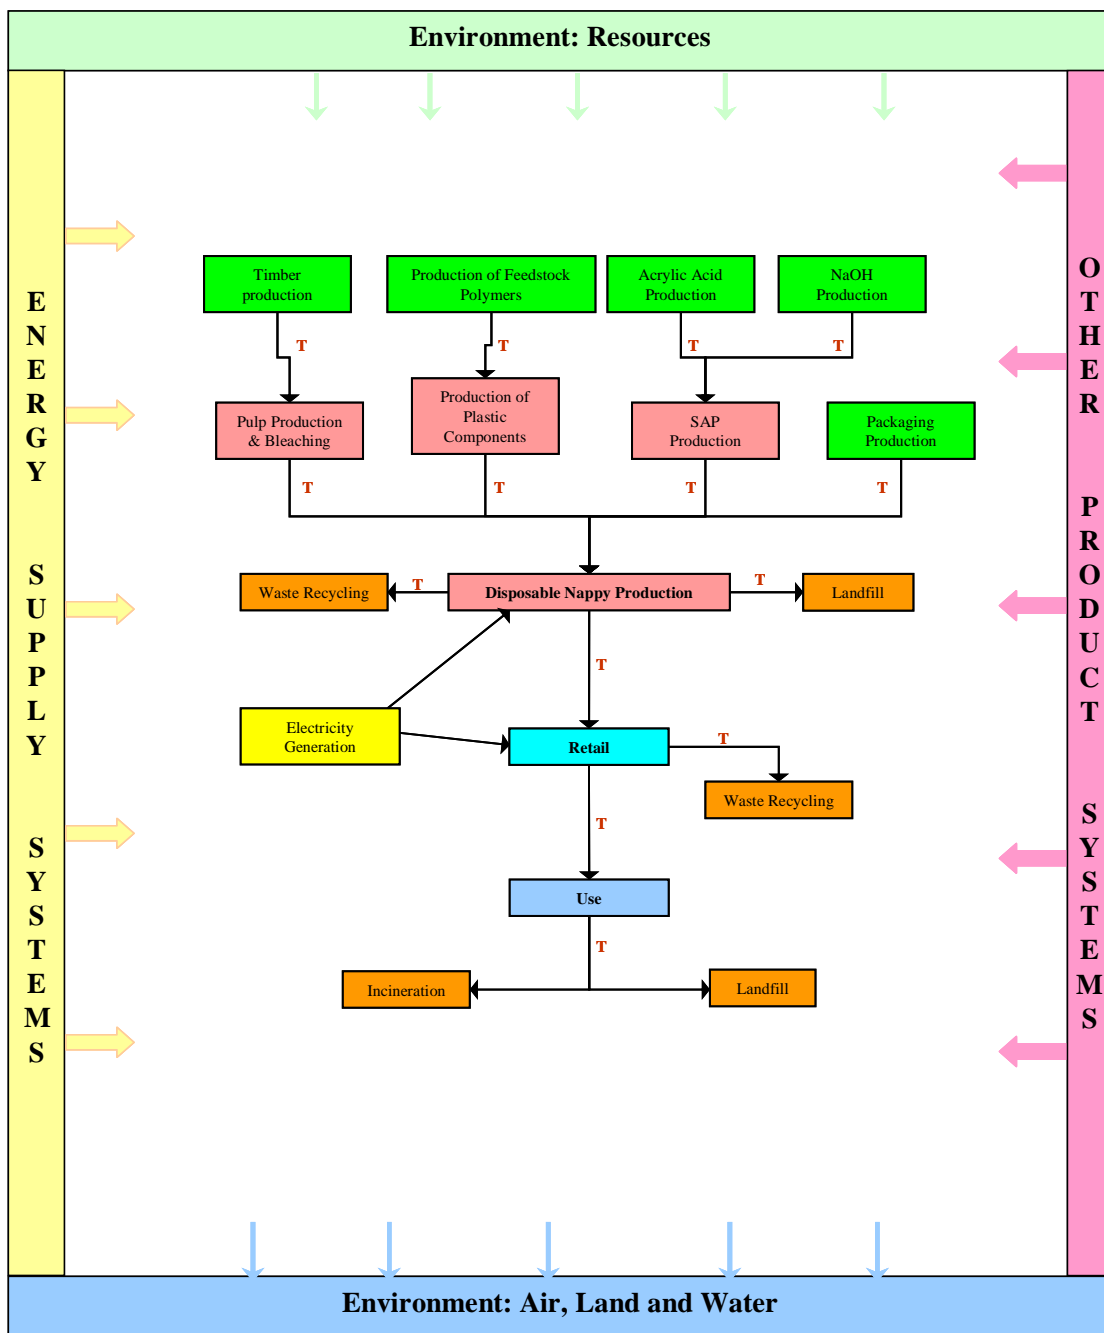 Environment: Resources
ENERGY SUPPLY SYSTEMS
OTHER PRODUCT SYSTEMS
Timber
production
Production of Feedstock
Polymers
Acrylic Acid
Production
NaOH
Production
T
T
T
T
Pulp Production
& Bleaching
Production of
Plastic
Components
SAP
Production
Packaging
Production
T
T
T
T
Waste Recycling
T
Disposable Nappy Production
T
Landfill
T
Electricity
Generation
Retail
T
Waste Recycling
T
Use
T
Incineration
Landfill
Environment: Air, Land and Water